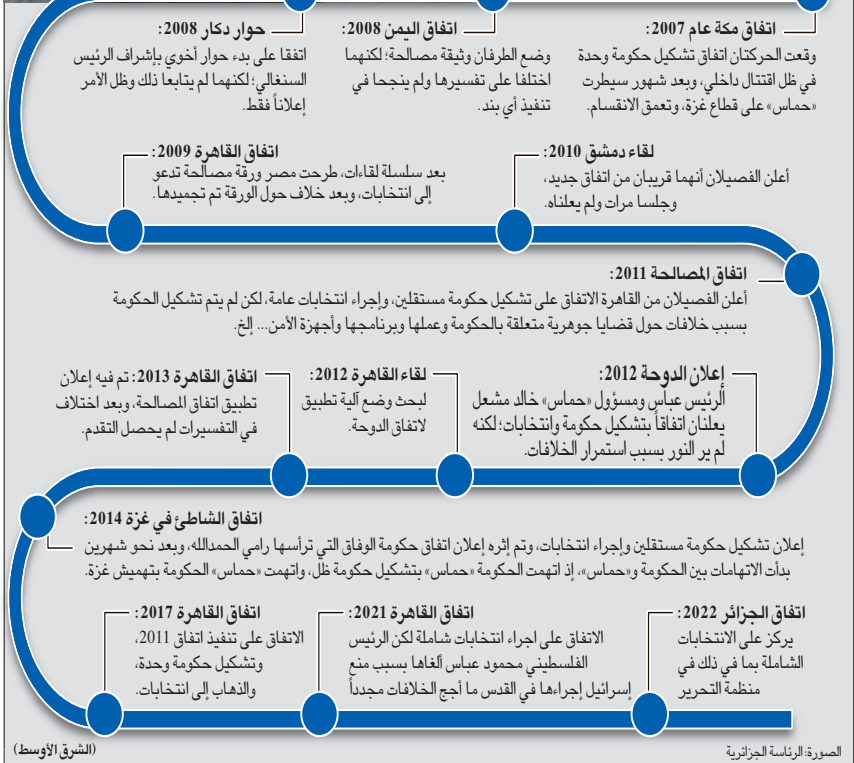 اتفاق مكة عام 2007:
وقعت الحركتان اتفاق تشكيل حكومة وحدة
في ظل اقتتال داخلي، وبعد شهور سيطرت
«حماس» على قطاع غزة، وتعمق الانقسام.
اتفاق اليمن 2008:
وضع الطرفان وثيقة مصالحة؛ لكنهما
اختلفا على تفسيرها ولم ينجحا في
تنفيذ أي بند.
حوار دكار 2008:
اتفقا على بدء حوار أخوي بإشراف الرئيس
السنغالي؛ لكنهما لم يتابعا ذلك وظل الأمر
إعلاناً فقط.
اتفاق القاهرة 2009:
بعد سلسلة لقاءات، طرحت مصر ورقة مصالحة تدعو
إلى انتخابات، وبعد خلاف حول الورقة تم تجميدها.
لقاء دمشق 2010:
أعلن الفصيلان أنهما قريبان من اتفاق جديد،
وجلسا مرات ولم يعلناه.
اتفاق المصالحة 2011:
أعلن الفصيلان من القاهرة الاتفاق على تشكيل حكومة مستقلين، وإجراء انتخابات عامة، لكن لم يتم تشكيل الحكومة
بسبب خلافات حول قضايا جوهرية متعلقة بالحكومة وعملها وبرنامجها وأجهزة الأمن... إلخ.
إعلان الدوحة 2012:
الرئيس عباس ومسؤول «حماس» خالد مشعل
يعلنان اتفاقاً بتشكيل حكومة وانتخابات؛ لكنه
لم ير النور بسبب استمرار الخلافات.
لقاء القاهرة 2012:
لبحث وضع آلية تطبيق
لاتفاق الدوحة.
اتفاق القاهرة 2013: تم فيه إعلان
تطبيق اتفاق المصالحة، وبعد اختلاف
في التفسيرات لم يحصل التقدم.
اتفاق الشاطئ في غزة 2014:
إعلان تشكيل حكومة مستقلين وإجراء انتخابات، وتم إثره إعلان اتفاق حكومة الوفاق التي ترأسها رامي الحمدالله، وبعد نحو شهرين
بدأت الاتهامات بين الحكومة و«حماس»، إذ اتهمت الحكومة «حماس» بتشكيل حكومة ظل، واتهمت «حماس» الحكومة بتهميش غزة.
اتفاق القاهرة 2017:
الاتفاق على تنفيذ اتفاق 2011،
وتشكيل حكومة وحدة،
والذهاب إلى انتخابات.
اتفاق القاهرة 2021:
الاتفاق على اجراء انتخابات شاملة لكن الرئيس
الفلسطيني محمود عباس ألغاها بسبب منع
إسرائيل إجراءها في القدس ما أجج الخلافات مجدداً
اتفاق الجزائر 2022:
يركز على الانتخابات
الشاملة بما في ذلك في
منظمة التحرير
الصورة: الرئاسة الجزائرية
(الشرق الأوسط)